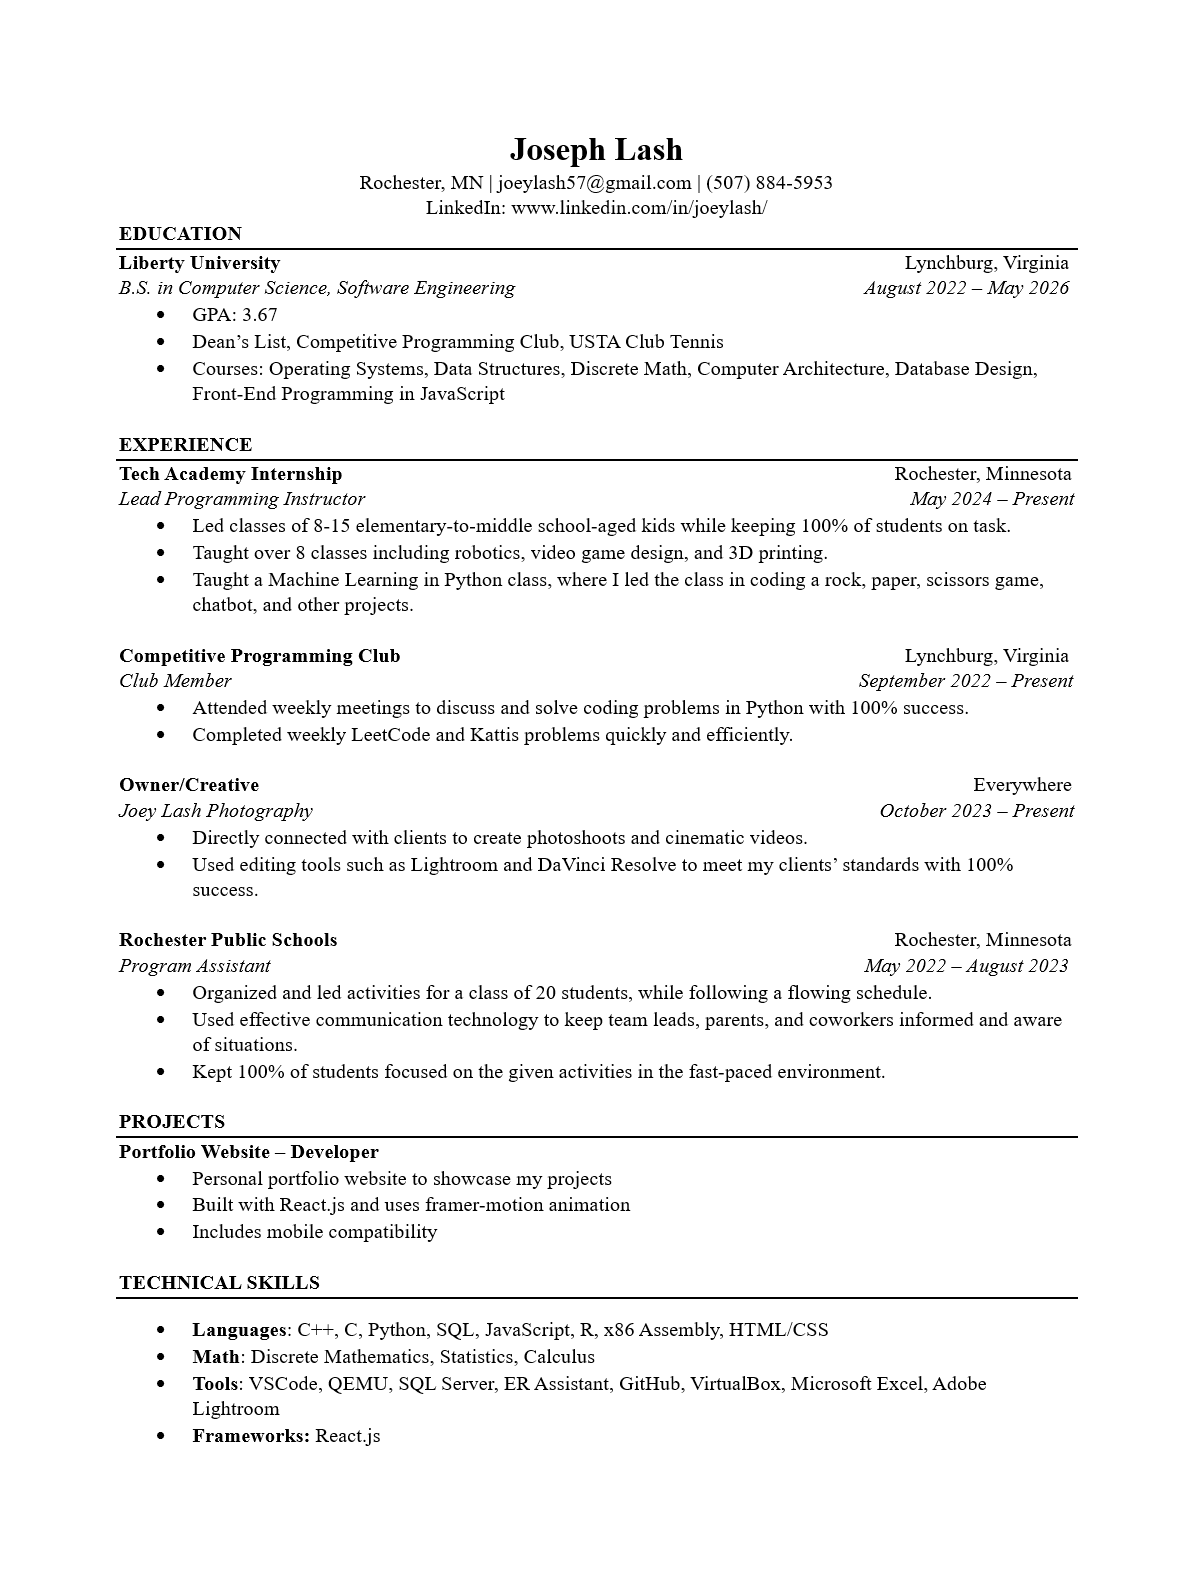 Joseph Lash
Rochester, MN | joeylash57@gmail.com | (507) 884-5953
LinkedIn: www.linkedin.com/in/joeylash/
EDUCATION
Liberty University Lynchburg, Virginia
B.S. in Computer Science, Software Engineering August 2022 – May 2026
• GPA: 3.67
• Dean’s List, Competitive Programming Club, USTA Club Tennis
• Courses: Operating Systems, Data Structures, Discrete Math, Computer Architecture, Database Design,
Front-End Programming in JavaScript
EXPERIENCE
Tech Academy Internship Rochester, Minnesota
Lead Programming Instructor May 2024 – Present
• Led classes of 8-15 elementary-to-middle school-aged kids while keeping 100% of students on task.
• Taught over 8 classes including robotics, video game design, and 3D printing.
• Taught a Machine Learning in Python class, where I led the class in coding a rock, paper, scissors game,
chatbot, and other projects.
Competitive Programming Club Lynchburg, Virginia
Club Member September 2022 – Present
• Attended weekly meetings to discuss and solve coding problems in Python with 100% success.
• Completed weekly LeetCode and Kattis problems quickly and efficiently.
Owner/Creative Everywhere
Joey Lash Photography October 2023 – Present
• Directly connected with clients to create photoshoots and cinematic videos.
• Used editing tools such as Lightroom and DaVinci Resolve to meet my clients’ standards with 100%
success.
Rochester Public Schools Rochester, Minnesota
Program Assistant May 2022 – August 2023
• Organized and led activities for a class of 20 students, while following a flowing schedule.
• Used effective communication technology to keep team leads, parents, and coworkers informed and aware
of situations.
• Kept 100% of students focused on the given activities in the fast-paced environment.
PROJECTS
Portfolio Website – Developer
• Personal portfolio website to showcase my projects
• Built with React.js and uses framer-motion animation
• Includes mobile compatibility
TECHNICAL SKILLS
• Languages: C++, C, Python, SQL, JavaScript, R, x86 Assembly, HTML/CSS
• Math: Discrete Mathematics, Statistics, Calculus
• Tools: VSCode, QEMU, SQL Server, ER Assistant, GitHub, VirtualBox, Microsoft Excel, Adobe
Lightroom
• Frameworks: React.js